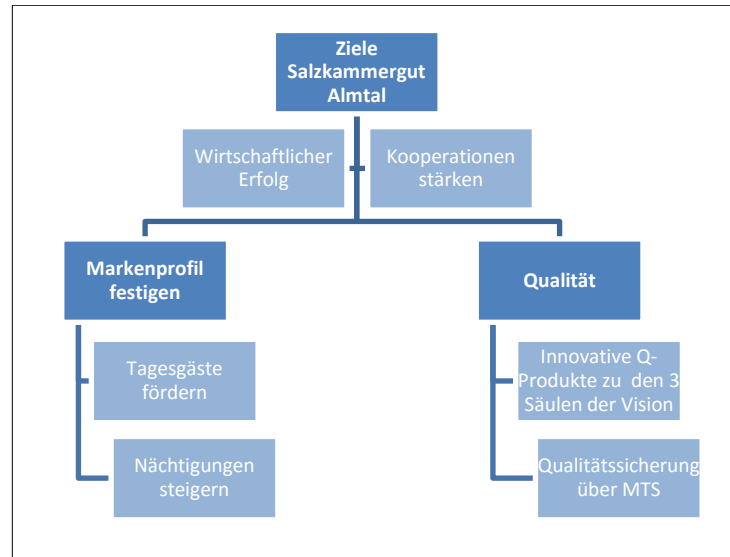 Ziele
Salzkammergut
Almtal
Wirtschaftlicher
Erfolg
Kooperationen
stärken
Markenprofil
festigen
Qualität
Tagesgäste
fördern
Innovative Q-
Produkte zu  den 3
Säulen der Vision
Nächtigungen
steigern
Qualitätssicherung
über MTS